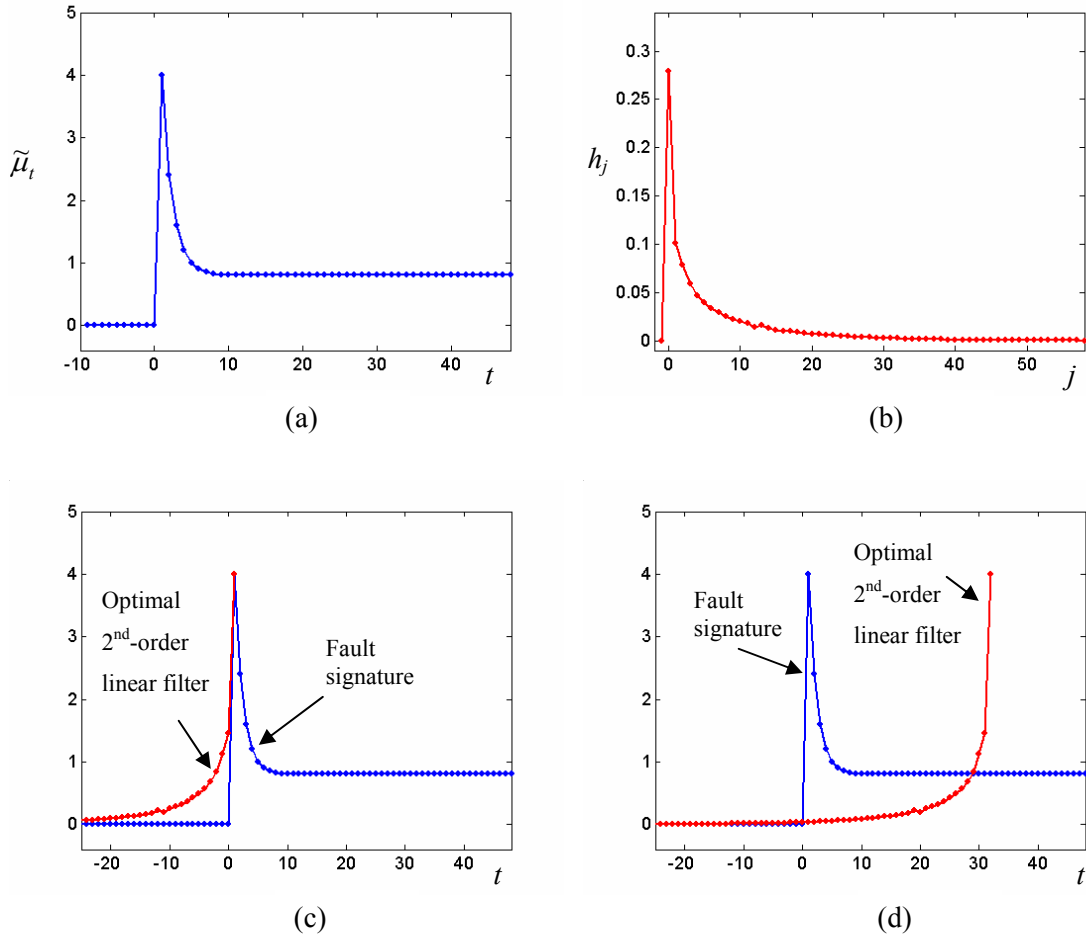 5
4
3
2
1
0
μ̃t
-10 0 10 20 30 40
t
(a)
0.3
0.25
0.2
0.15
0.1
0.05
0
hj
0 10 20 30 40 50
j
(b)
5
4
3
2
1
0
Optimal
2nd-order
linear filter
Fault
signature
-20 -10 0 10 20 30 40
t
(c)
5
4
3
2
1
0
Fault
signature
Optimal
2nd-order
linear filter
-20 -10 0 10 20 30 40
t
(d)